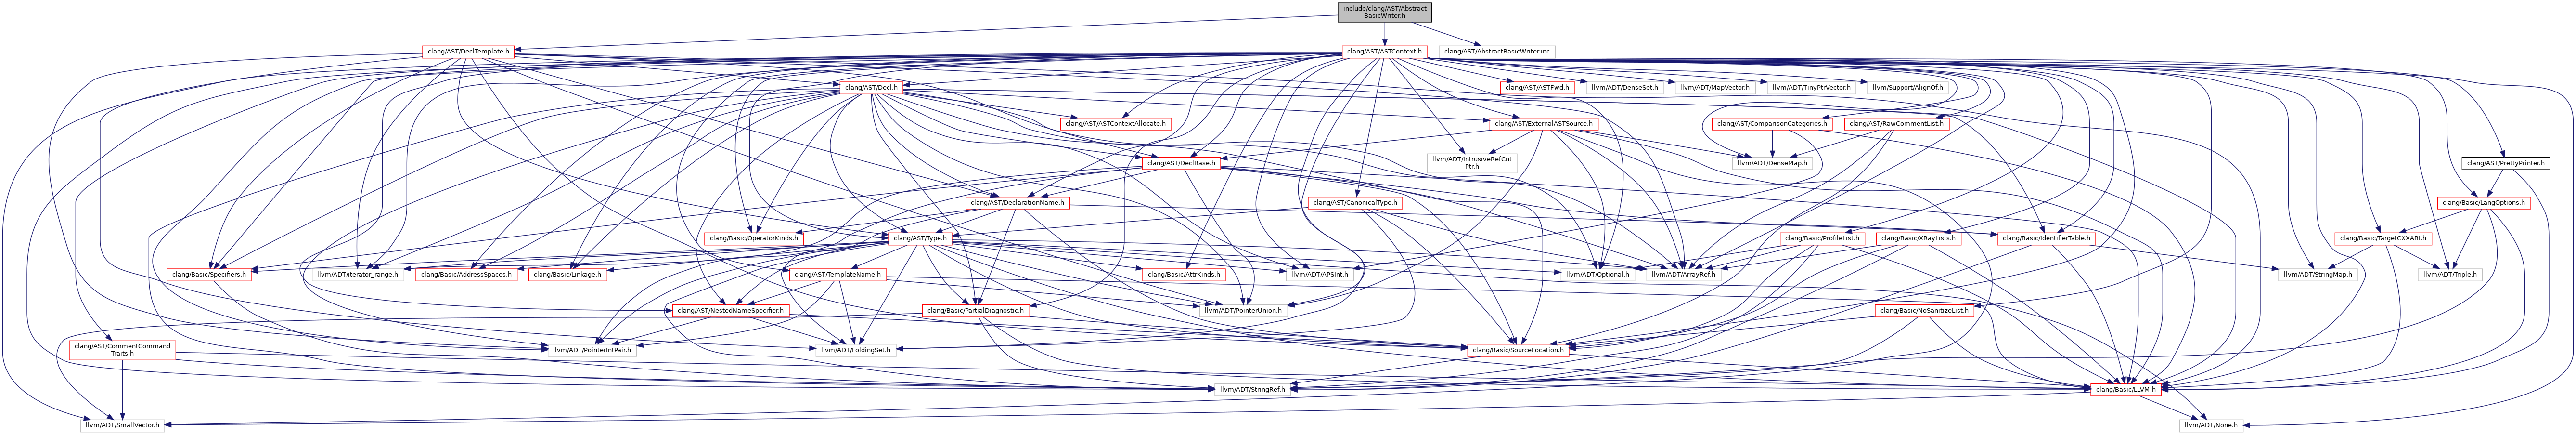 include/clang/AST/Abstract
BasicWriter.h
clang/AST/DeclTemplate.h
clang/AST/ASTContext.h
clang/AST/AbstractBasicWriter.inc
clang/AST/Decl.h
clang/AST/ASTFwd.h
llvm/ADT/DenseSet.h
llvm/ADT/MapVector.h
llvm/ADT/TinyPtrVector.h
llvm/Support/AlignOf.h
clang/AST/ASTContextAllocate.h
clang/AST/ExternalASTSource.h
clang/AST/ComparisonCategories.h
clang/AST/RawCommentList.h
clang/AST/DeclBase.h
llvm/ADT/IntrusiveRefCnt
Ptr.h
llvm/ADT/DenseMap.h
clang/AST/PrettyPrinter.h
clang/AST/DeclarationName.h
clang/AST/CanonicalType.h
clang/Basic/LangOptions.h
clang/Basic/OperatorKinds.h
clang/AST/Type.h
clang/Basic/ProfileList.h
clang/Basic/XRayLists.h
clang/Basic/IdentifierTable.h
clang/Basic/TargetCXXABI.h
clang/Basic/Specifiers.h
llvm/ADT/iterator_range.h
clang/Basic/AddressSpaces.h
clang/Basic/Linkage.h
clang/AST/TemplateName.h
clang/Basic/AttrKinds.h
llvm/ADT/APSInt.h
llvm/ADT/Optional.h
llvm/ADT/ArrayRef.h
llvm/ADT/StringMap.h
llvm/ADT/Triple.h
clang/AST/NestedNameSpecifier.h
clang/Basic/PartialDiagnostic.h
llvm/ADT/PointerUnion.h
clang/Basic/NoSanitizeList.h
clang/AST/CommentCommand
Traits.h
llvm/ADT/PointerIntPair.h
llvm/ADT/FoldingSet.h
clang/Basic/SourceLocation.h
llvm/ADT/StringRef.h
clang/Basic/LLVM.h
llvm/ADT/SmallVector.h
llvm/ADT/None.h